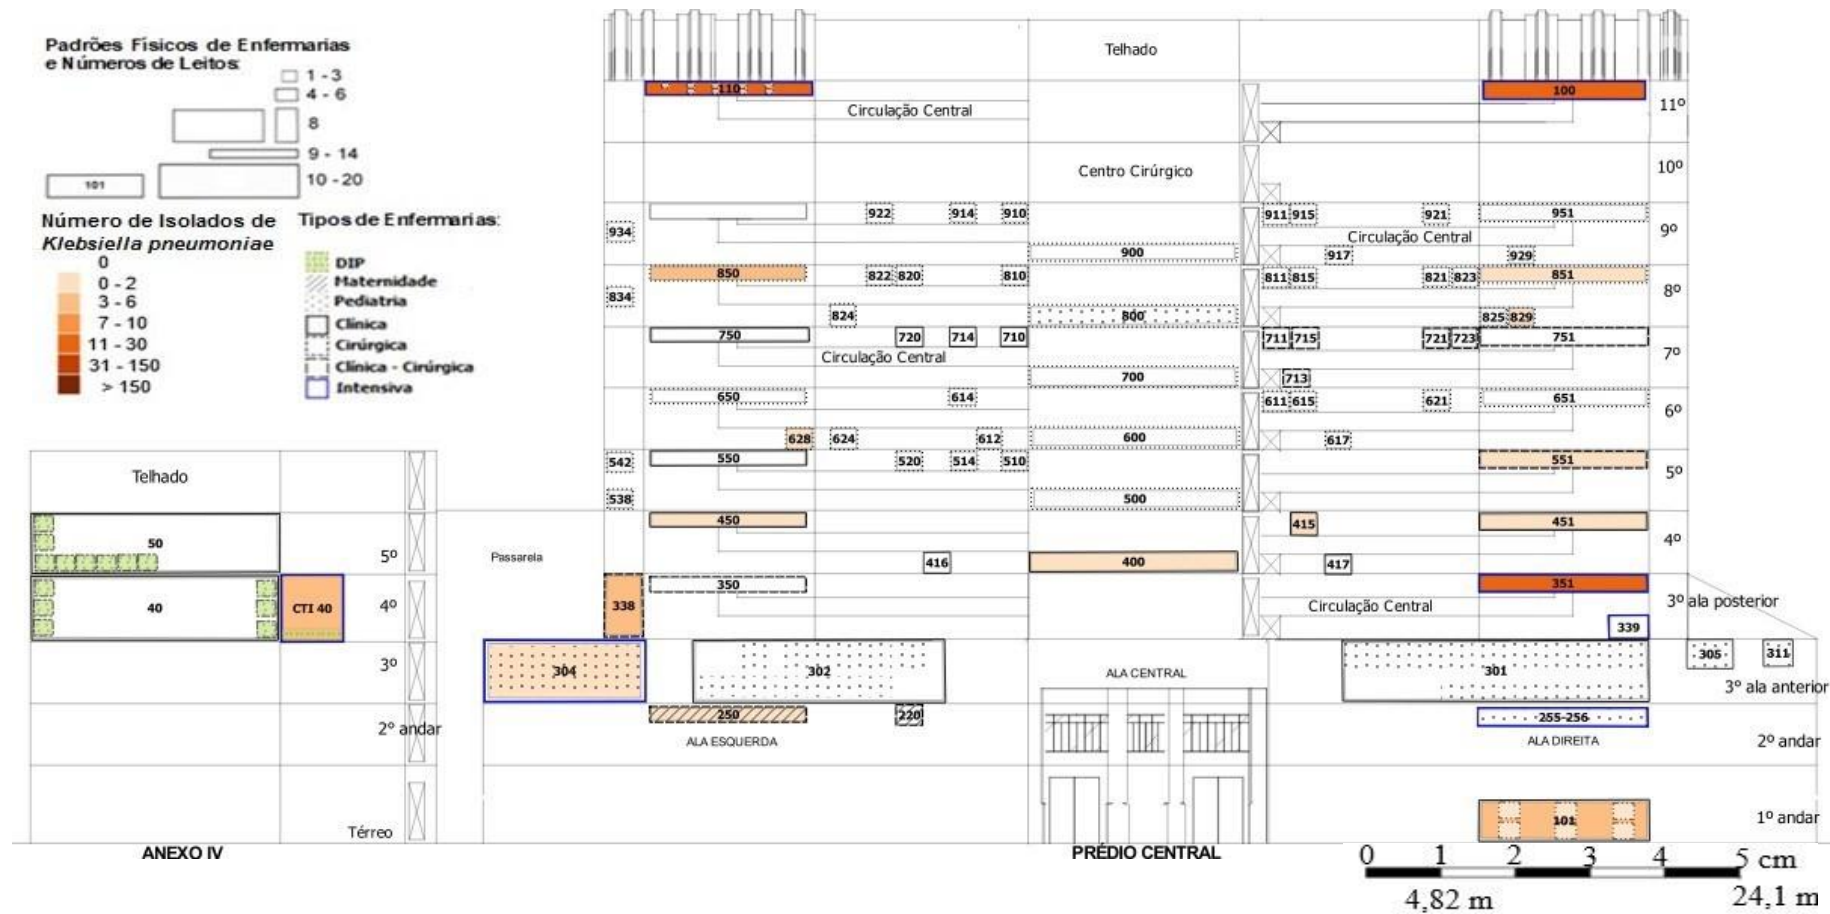 Padrões Físicos de Enfermarias
e Números de Leitos:
1 - 3
4 - 6
8
9 - 14
10 - 20
101
Número de Isolados de
Klebsiella pneumoniae
0
0 - 2
3 - 6
7 - 10
11 - 30
31 - 150
> 150
Tipos de Enfermarias:
DIP
Maternidade
Pediatria
Clínica
Cirúrgica
Clínica - Cirúrgica
Intensiva
Telhado
110
100
Circulação Central
11º
Centro Cirúrgico
10º
922 914 910 911 915 921 951
934
Circulação Central
9º
900 917 929
850 822 820 810 811 815 821 823 851
834
8º
824 800 825 829
750 720 714 710 711 715 721 723 751
Circulação Central
7º
700 713
650 614 611 615 621 651
6º
628 624 612 600 617
542 550 520 514 510 551
5º
538 500
450 415 451
4º
416 400 417
350 351
338
Circulação Central
3º ala posterior
339
Telhado
50
5º
Passarela
40
CTI 40
4º
3º
304 302 301 305 311
ALA CENTRAL
3º ala anterior
2º andar
250 220 255-256
ALA ESQUERDA
ALA DIREITA
2º andar
101
1º andar
Térreo
ANEXO IV
PRÉDIO CENTRAL
0 1 2 3 4 5 cm
4,82 m 24,1 m